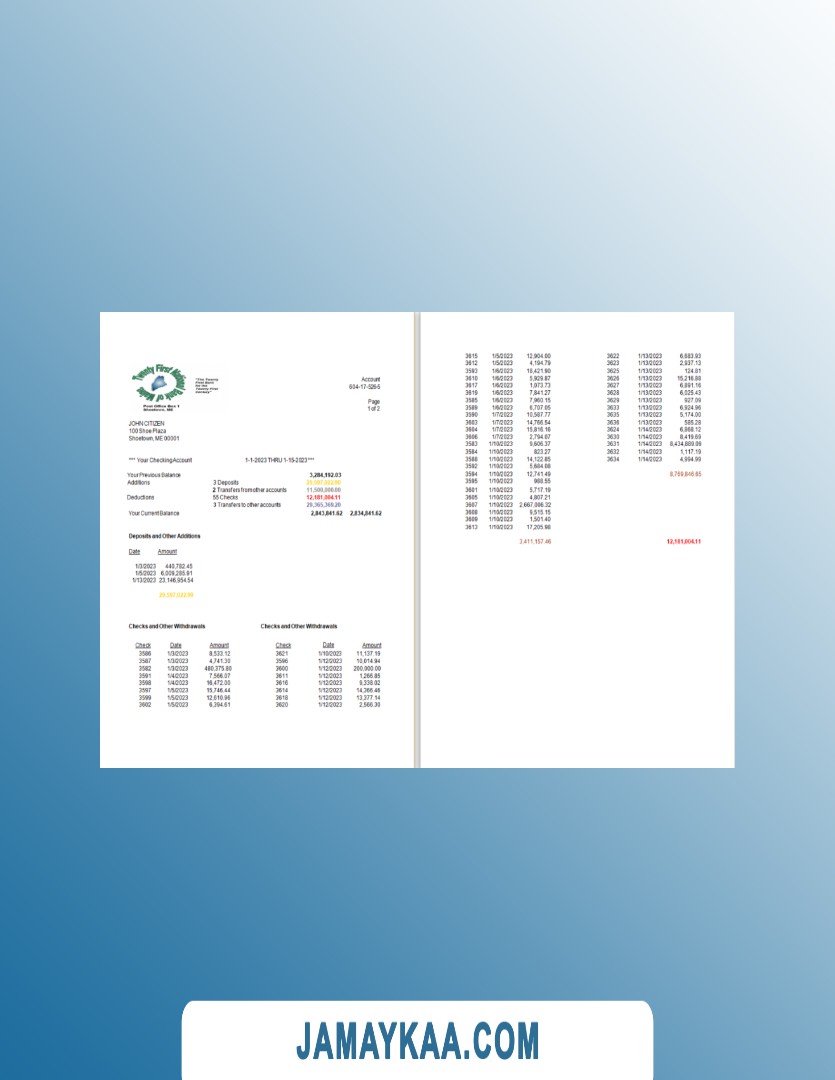 Twenty First National Bank of Maine
"The Twenty
First Bank
for the
Twenty First
Century"
Post Office Box 1
Shoetown, ME
Account
604-17-526-5
Page
1 of 2
JOHN CITIZEN
100 Shoe Plaza
Shoetown, ME 00001
*** Your Checking Account 1-1-2023 THRU 1-15-2023***
Your Previous Balance 3,284,192.03
Additions 3 Deposits
2 Transfers from other accounts 11,500,000.00
Deductions 55 Checks 12,181,004.11
3 Transfers to other accounts 29,365,369.20
Your Current Balance 2,843,841.62 2,834,841.62
Deposits and Other Additions
Date Amount
1/3/2023 440,782.45
1/5/2023 6,009,285.91
1/13/2023 23,146,954.54
Checks and Other Withdrawals Checks and Other Withdrawals
Check Date Amount Check Date Amount
3586 1/3/2023 8,533.12 3621 1/10/2023 11,137.19
3587 1/3/2023 4,741.30 3596 1/12/2023 10,014.94
3582 1/3/2023 480,375.80 3600 1/12/2023 200,000.00
3591 1/4/2023 7,566.07 3611 1/12/2023 1,266.85
3598 1/4/2023 16,472.00 3616 1/12/2023 9,338.02
3597 1/5/2023 15,746.44 3614 1/12/2023 14,366.46
3599 1/5/2023 12,610.96 3618 1/12/2023 13,377.14
3602 1/5/2023 6,394.61 3620 1/12/2023 2,566.30
3615 1/5/2023 12,904.80 3622 1/13/2023 6,683.93
3612 1/5/2023 4,194.79 3623 1/13/2023 2,937.13
3593 1/6/2023 18,421.90 3625 1/13/2023 124.81
3610 1/6/2023 5,929.87 3626 1/13/2023 15,216.88
3617 1/6/2023 1,973.73 3627 1/13/2023 6,891.16
3619 1/6/2023 7,841.27 3628 1/13/2023 6,025.43
3585 1/6/2023 7,960.15 3629 1/13/2023 927.09
3589 1/6/2023 6,707.05 3633 1/13/2023 6,924.96
3590 1/7/2023 10,587.77 3635 1/13/2023 5,174.00
3603 1/7/2023 14,766.54 3636 1/13/2023 585.28
3604 1/7/2023 15,816.16 3624 1/14/2023 6,868.12
3606 1/7/2023 2,794.67 3630 1/14/2023 8,419.69
3583 1/10/2023 9,606.37 3631 1/14/2023 8,434,889.09
3584 1/10/2023 823.27 3632 1/14/2023 1,117.19
3588 1/10/2023 14,122.85 3634 1/14/2023 4,994.99
3592 1/10/2023 5,684.08
3594 1/10/2023 12,741.49 8,769,846.65
3595 1/10/2023 988.55
3601 1/10/2023 5,717.19
3605 1/10/2023 4,807.21
3607 1/10/2023 2,667,006.32
3608 1/10/2023 9,515.15
3609 1/10/2023 1,501.40
3613 1/10/2023 17,205.98
3,411,157.46 12,181,004.11
JAMAYKAA.COM